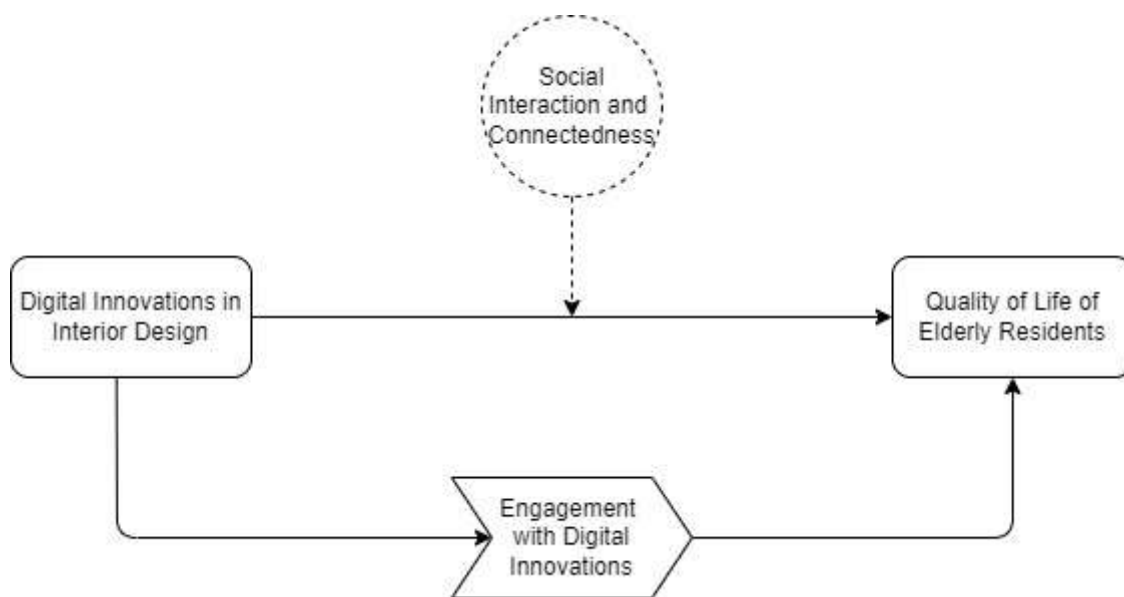 Social
Interaction and
Connectedness
Digital Innovations in
Interior Design
Quality of Life of
Elderly Residents
Engagement
with Digital
Innovations